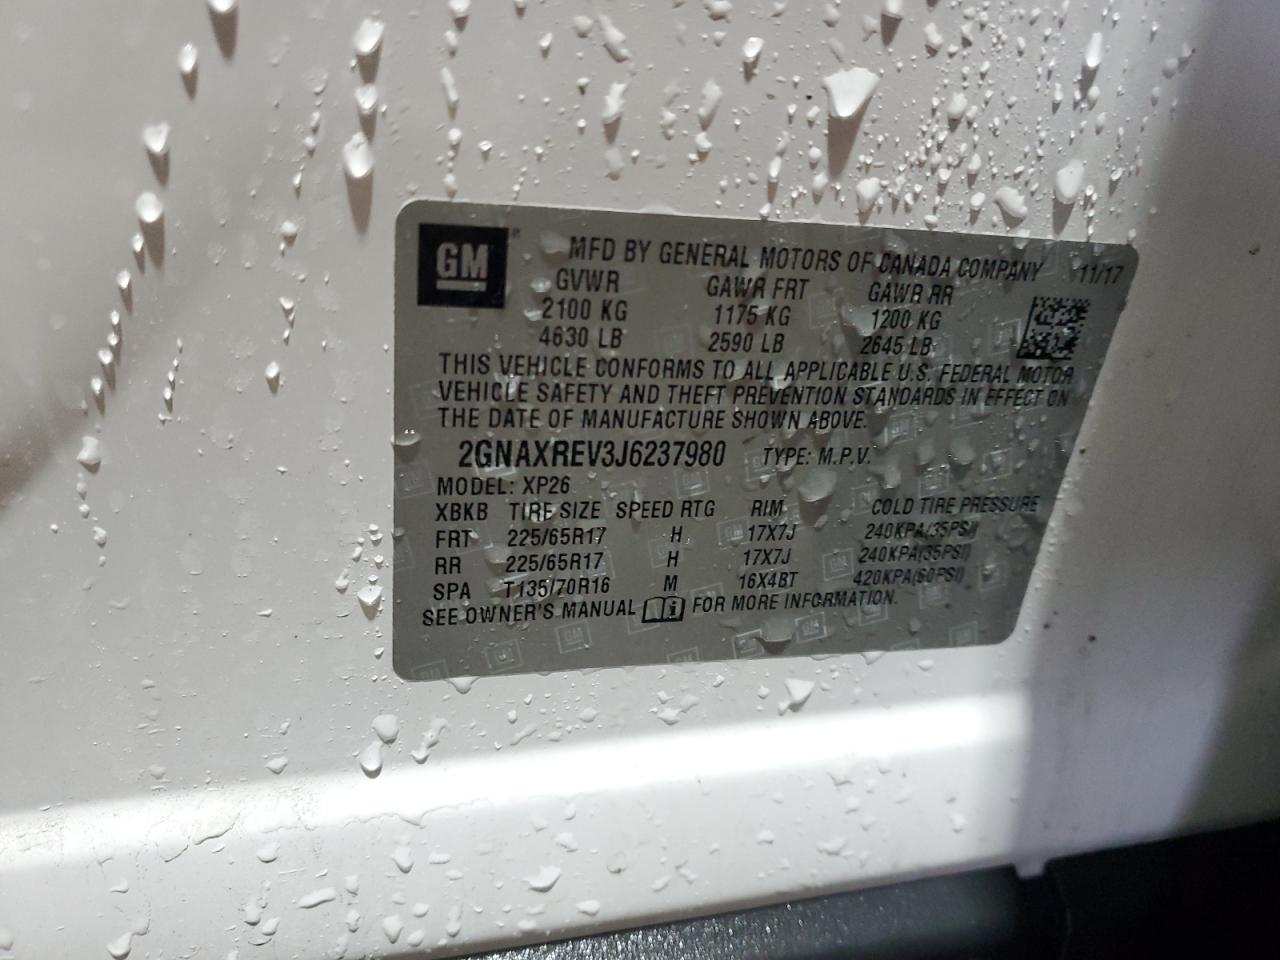 GM
MFD BY GENERAL MOTORS OF CANADA COMPANY 11/17
GVWR GAWR FRT GAWR RR
2100 KG 1175 KG 1200 KG
4630 LB 2590 LB 2645 LB
THIS VEHICLE CONFORMS TO ALL APPLICABLE U.S. FEDERAL MOTOR
VEHICLE SAFETY AND THEFT PREVENTION STANDARDS IN EFFECT ON
THE DATE OF MANUFACTURE SHOWN ABOVE.
2GNAXREV3J6237980 TYPE: M.P.V.
MODEL: XP26
XBKB TIRE SIZE SPEED RTG RIM COLD TIRE PRESSURE
FRT 225/65R17 H 17X7J 240KPA(35PSI)
RR 225/65R17 H 17X7J 240KPA(35PSI)
SPA T135/70R16 M 16X4BT 420KPA(60PSI)
SEE OWNER'S MANUAL FOR MORE INFORMATION.